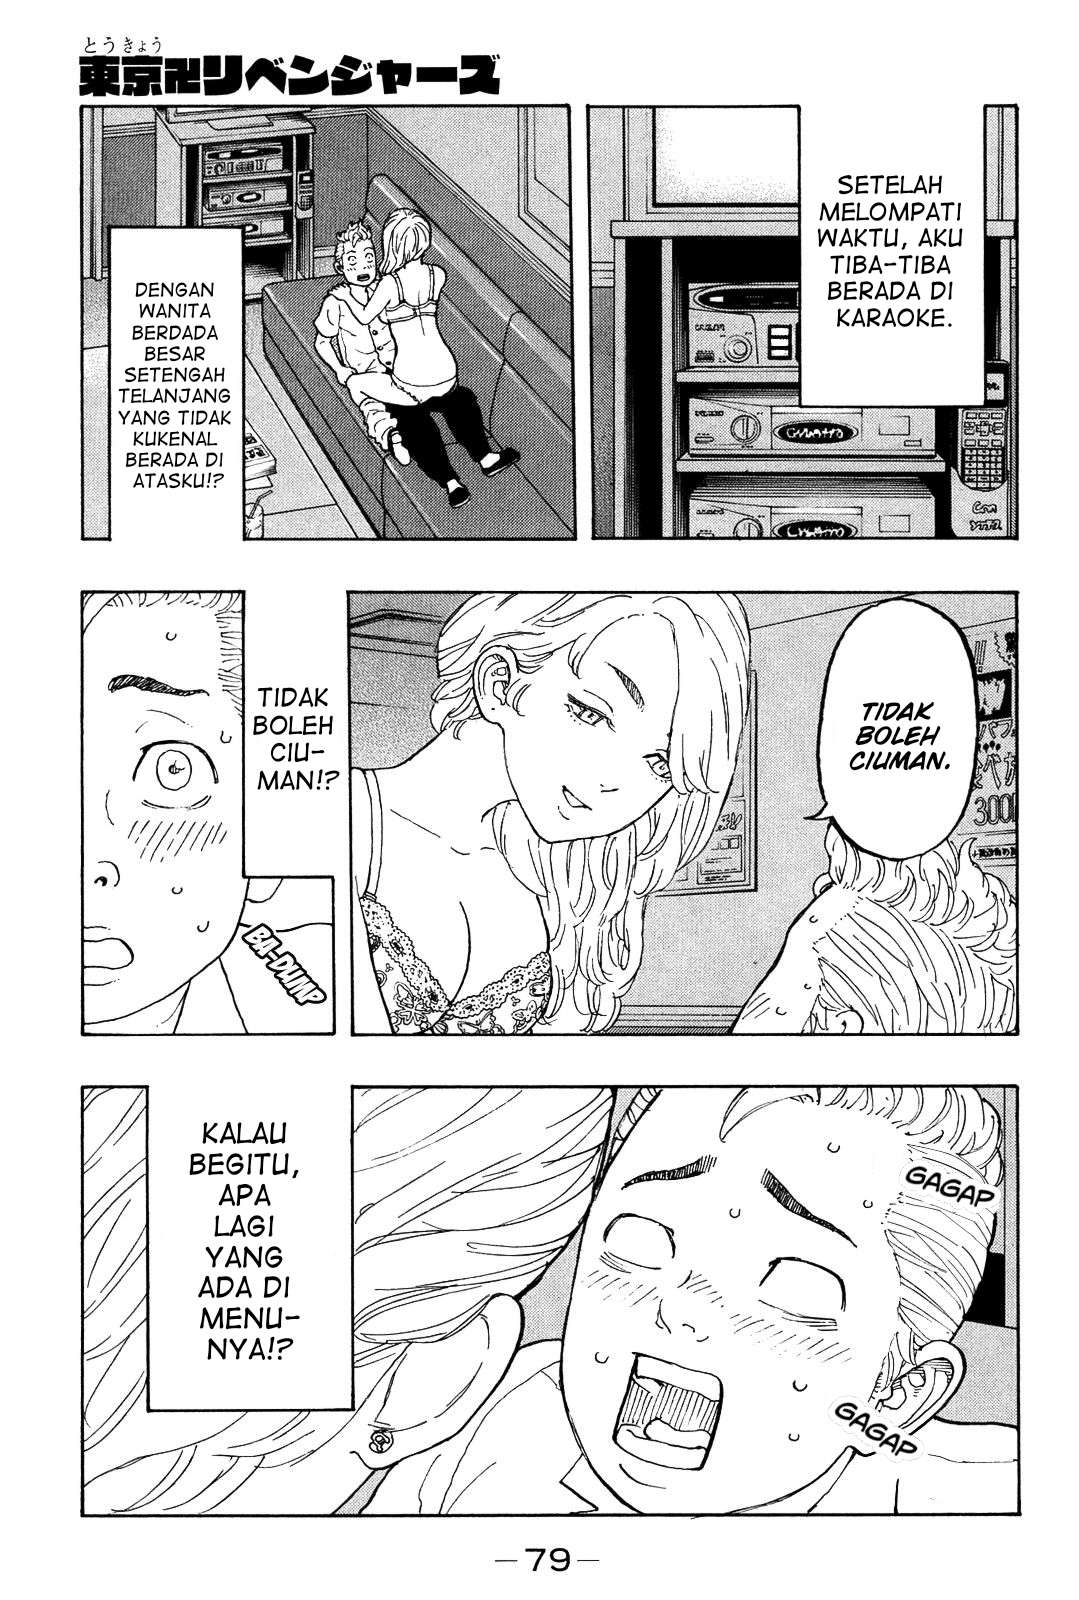 とうきょう
東京卍リベンジャーズ
SETELAH
MELOMPATI
WAKTU, AKU
TIBA-TIBA
BERADA DI
KARAOKE.
DENGAN
WANITA
BERDADA
BESAR
SETENGAH
TELANJANG
YANG TIDAK
KUKENAL
BERADA DI
ATASKU!?
TIDAK
BOLEH
CIUMAN.
300
TIDAK
BOLEH
CIU-
MAN!?
BA-DUMP
GAGAP
KALAU
BEGITU,
APA
LAGI
YANG
ADA DI
MENU-
NYA!?
GAGAP
—79—